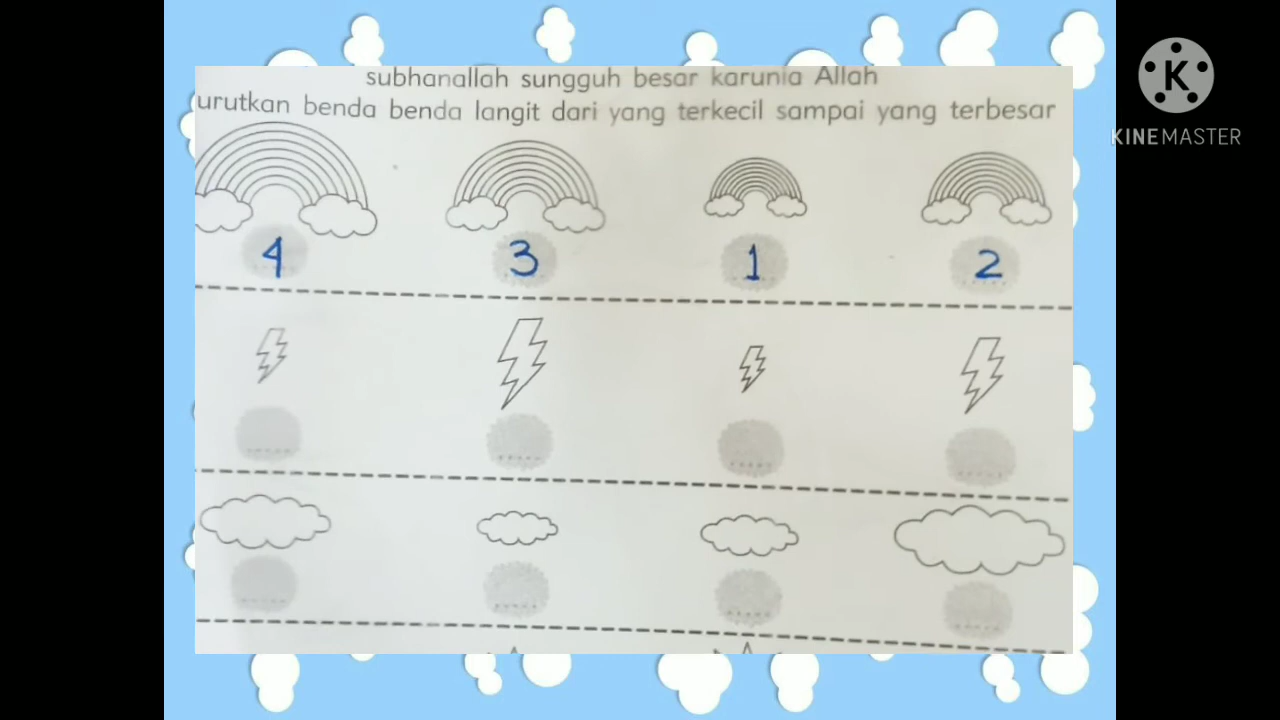 subhanallah sungguh besar karunia Allah
urutkan benda benda langit dari yang terkecil sampai yang terbesar
4 3 1 2
K
KINEMASTER